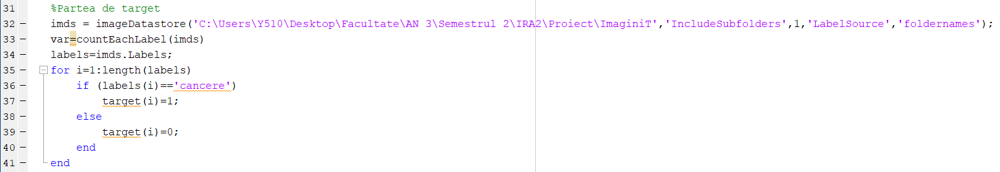 31 – %Partea de target
32 – imds = imageDatastore('C:\Users\Y510\Desktop\Facultate\AN 3\Semestrul 2\IRA2\Proiect\ImaginiT','IncludeSubfolders',1,'LabelSource','foldernames');
33 – var=countEachLabel(imds)
34 – labels=imds.Labels;
35 – for i=1:length(labels)
36 – if (labels(i)=='cancere')
37 – target(i)=1;
38 – else
39 – target(i)=0;
40 – end
41 – end